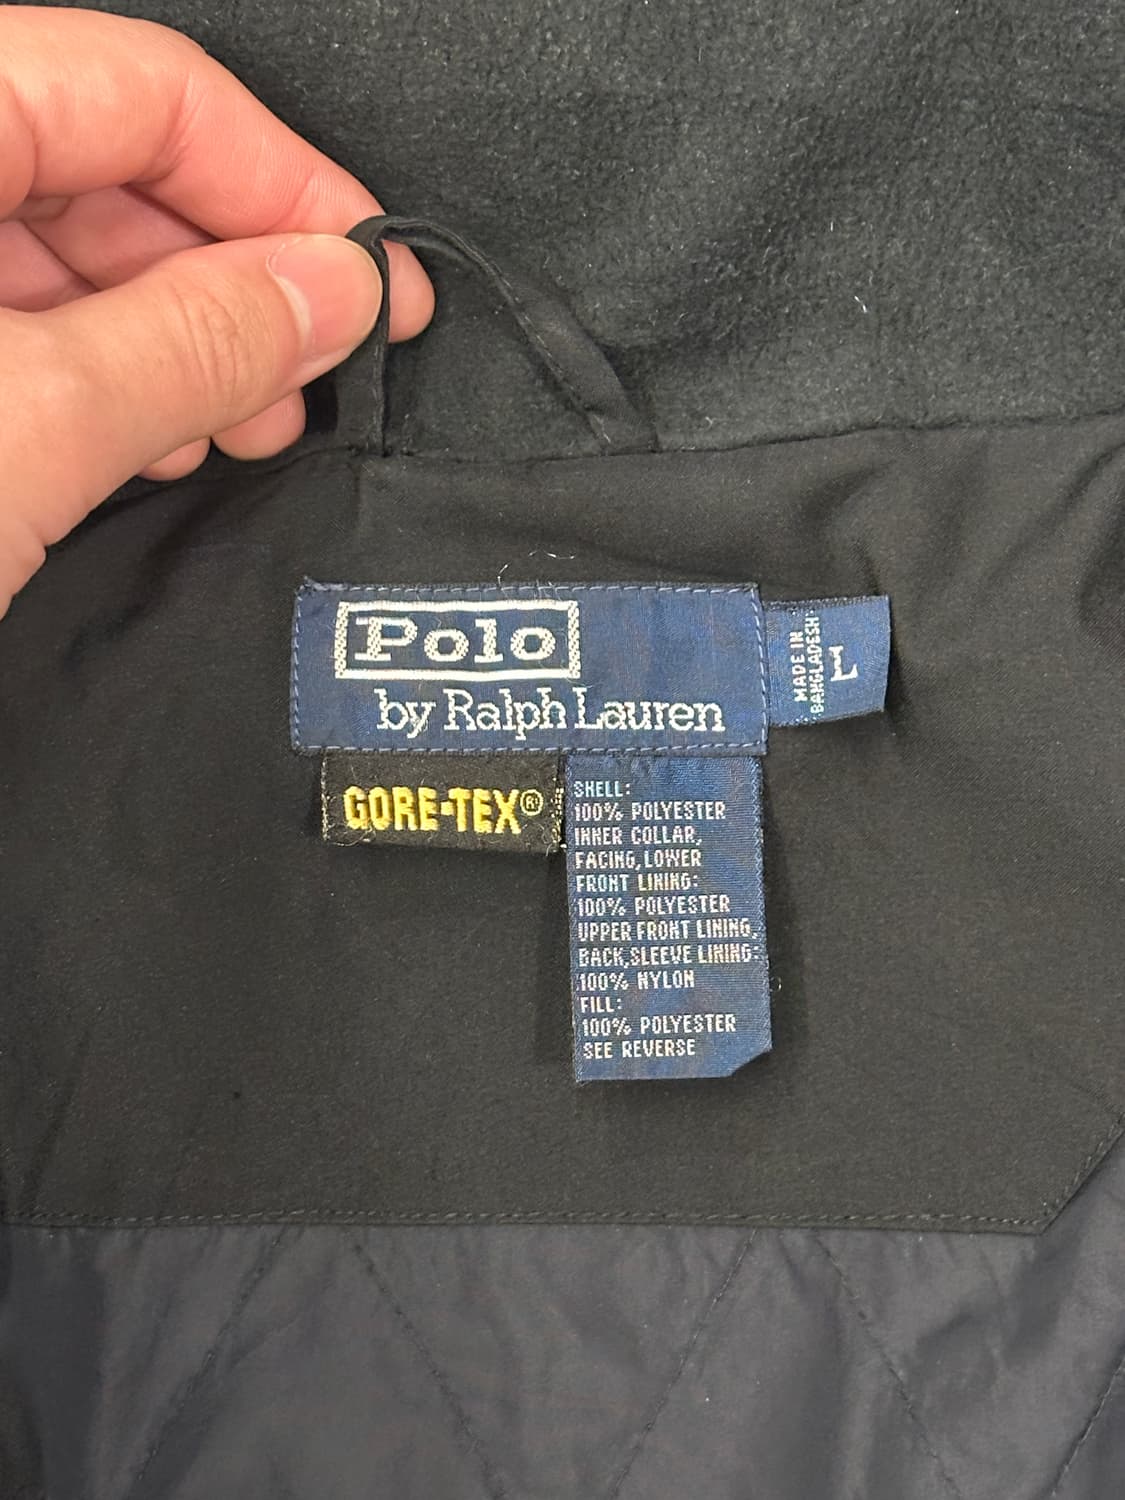 Polo
by Ralph Lauren
MADE IN
BANGLADESH
L
GORE-TEX®
SHELL:
100% POLYESTER
INNER COLLAR,
FACING,LOWER
FRONT LINING:
100% POLYESTER
UPPER FRONT LINING,
BACK,SLEEVE LINING:
100% NYLON
FILL:
100% POLYESTER
SEE REVERSE